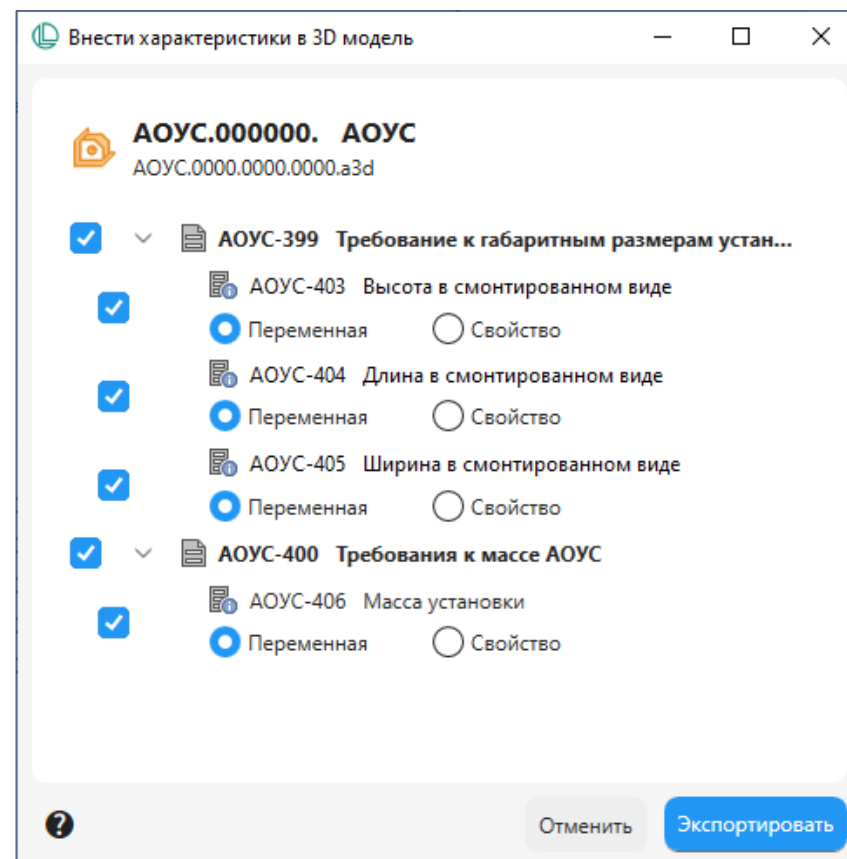 Внести характеристики в 3D модель
АОУС.000000. АОУС
АОУС.0000.0000.0000.a3d
АОУС-399 Требование к габаритным размерам устан...
АОУС-403 Высота в смонтированном виде
Переменная Свойство
АОУС-404 Длина в смонтированном виде
Переменная Свойство
АОУС-405 Ширина в смонтированном виде
Переменная Свойство
АОУС-400 Требования к массе АОУС
АОУС-406 Масса установки
Переменная Свойство
? Отменить Экспортировать